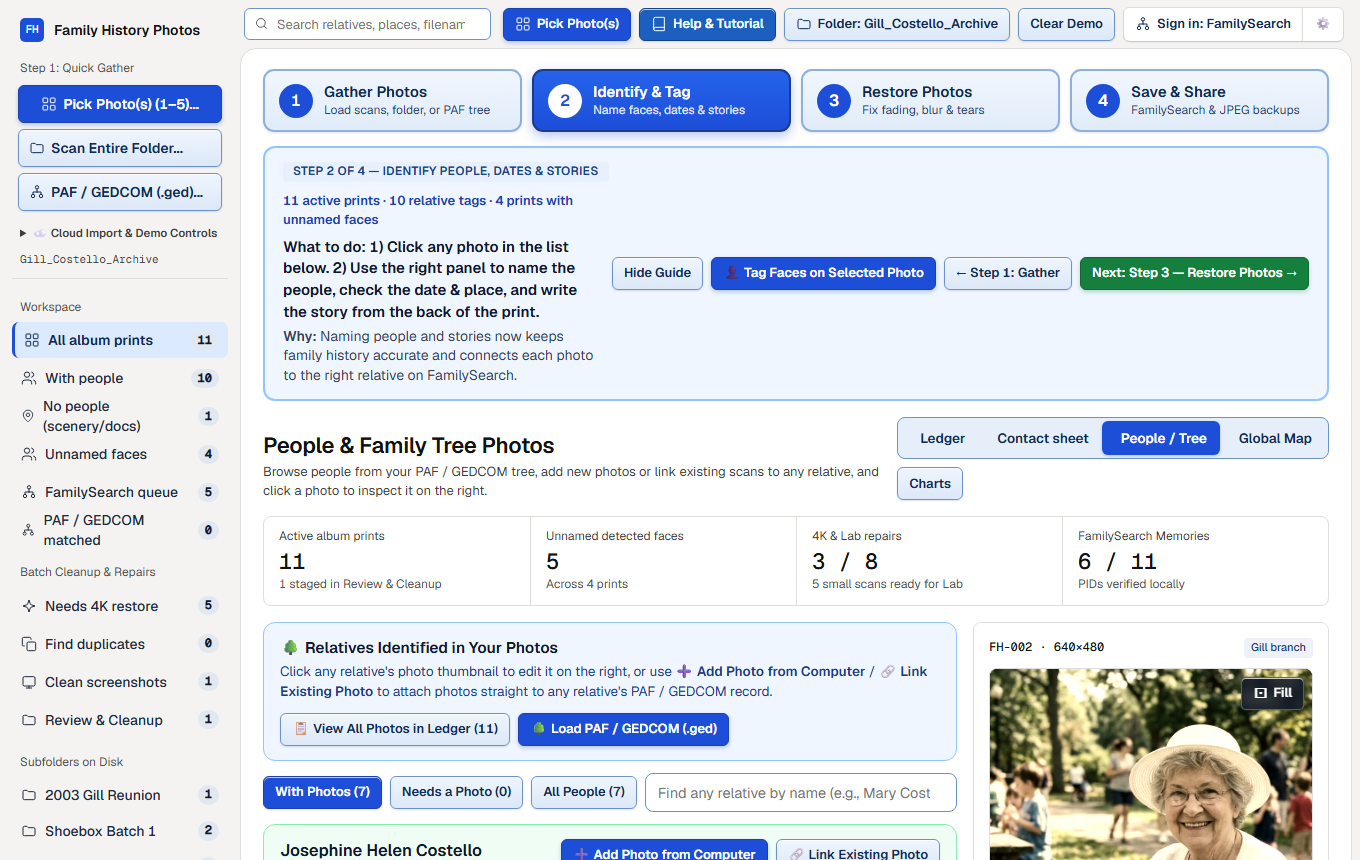 FH Family History Photos
Step 1: Quick Gather
Pick Photo(s) (1–5)...
Scan Entire Folder...
PAF / GEDCOM (.ged)...
Cloud Import & Demo Controls
Gill_Costello_Archive
Workspace
All album prints 11
With people 10
No people
(scenery/docs) 1
Unnamed faces 4
FamilySearch queue 5
PAF / GEDCOM
matched 0
Batch Cleanup & Repairs
Needs 4K restore 5
Find duplicates 0
Clean screenshots 1
Review & Cleanup 1
Subfolders on Disk
2003 Gill Reunion 1
Shoebox Batch 1 2
Search relatives, places, filenam
Pick Photo(s)
Help & Tutorial
Folder: Gill_Costello_Archive
Clear Demo
Sign in: FamilySearch
1 Gather Photos
Load scans, folder, or PAF tree
2 Identify & Tag
Name faces, dates & stories
3 Restore Photos
Fix fading, blur & tears
4 Save & Share
FamilySearch & JPEG backups
STEP 2 OF 4 — IDENTIFY PEOPLE, DATES & STORIES
11 active prints · 10 relative tags · 4 prints with
unnamed faces
What to do: 1) Click any photo in the list
below. 2) Use the right panel to name the
people, check the date & place, and write
the story from the back of the print.
Why: Naming people and stories now keeps
family history accurate and connects each photo
to the right relative on FamilySearch.
Hide Guide
Tag Faces on Selected Photo
← Step 1: Gather
Next: Step 3 — Restore Photos →
People & Family Tree Photos
Browse people from your PAF / GEDCOM tree, add new photos or link existing scans to any relative, and
click a photo to inspect it on the right.
Ledger
Contact sheet
People / Tree
Global Map
Charts
Active album prints
11
1 staged in Review & Cleanup
Unnamed detected faces
5
Across 4 prints
4K & Lab repairs
3 / 8
5 small scans ready for Lab
FamilySearch Memories
6 / 11
PIDs verified locally
Relatives Identified in Your Photos
Click any relative's photo thumbnail to edit it on the right, or use ➕ Add Photo from Computer / 🔗 Link
Existing Photo to attach photos straight to any relative's PAF / GEDCOM record.
View All Photos in Ledger (11)
Load PAF / GEDCOM (.ged)
With Photos (7)
Needs a Photo (0)
All People (7)
Find any relative by name (e.g., Mary Cost
Josephine Helen Costello
Add Photo from Computer
Link Existing Photo
FH-002 · 640×480
Gill branch
Fill